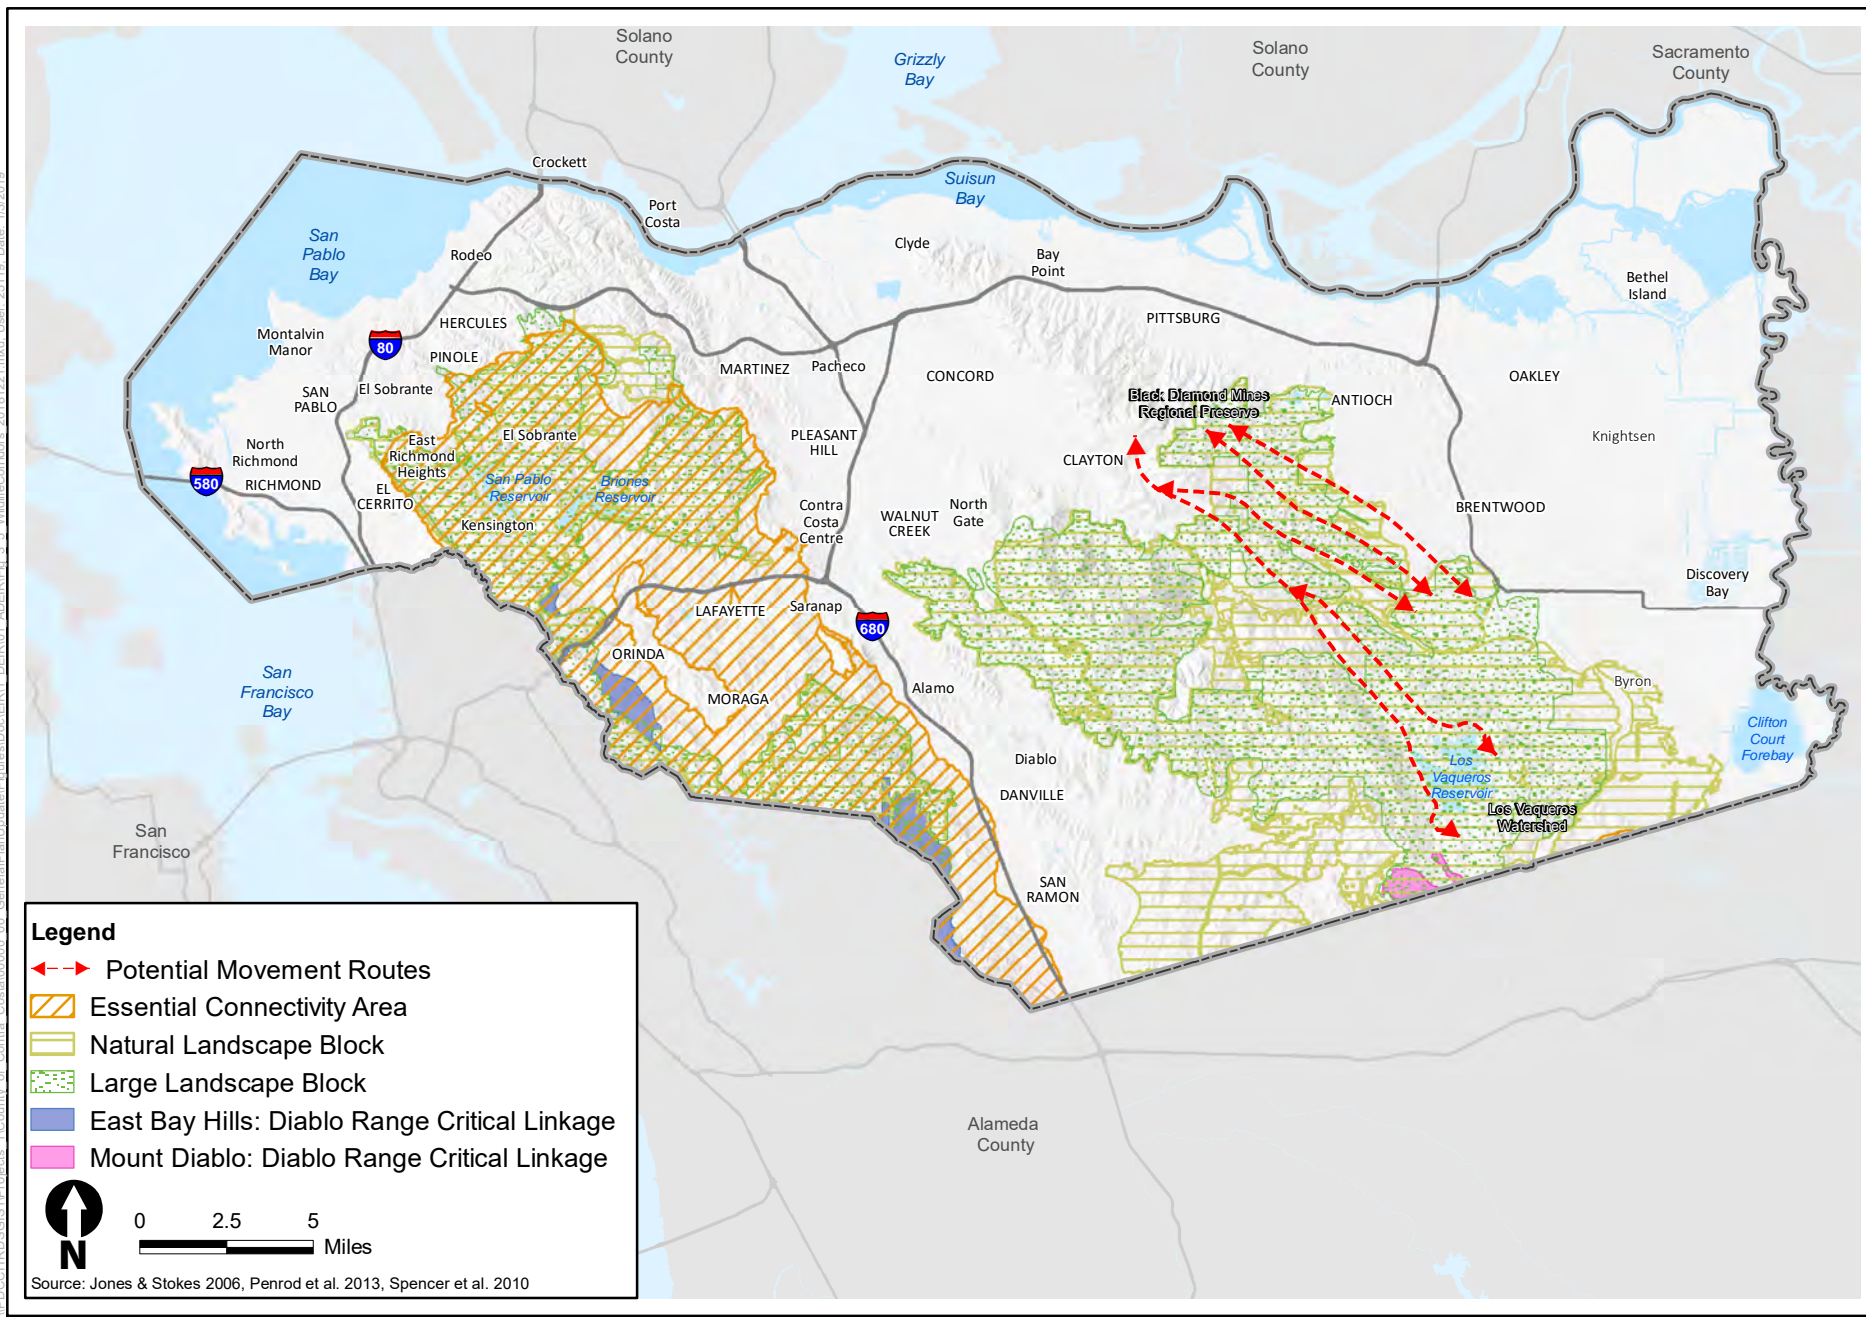 Solano
County
Grizzly
Bay
Solano
County
Sacramento
County
Crockett
Port
Costa
Suisun
Bay
San
Pablo
Bay
Rodeo
Clyde
Bay
Point
Bethel
Island
HERCULES
Montalvin
Manor
80
PINOLE
PITTSBURG
MARTINEZ
Pacheco
CONCORD
OAKLEY
SAN
PABLO
El Sobrante
Black Diamond Mines
Regional Preserve
ANTIOCH
North
Richmond
East
Richmond
Heights
El Sobrante
PLEASANT
HILL
Knightsen
CLAYTON
580
RICHMOND
EL
CERRITO
San Pablo
Reservoir
Briones
Reservoir
Kensington
Contra
Costa
Centre
WALNUT
CREEK
North
Gate
BRENTWOOD
Discovery
Bay
LAFAYETTE
Saranap
680
ORINDA
MORAGA
Alamo
San
Francisco
Bay
Byron
Clifton
Court
Forebay
Diablo
DANVILLE
Los
Vaqueros
Reservoir
Los Vaqueros
Watershed
San
Francisco
SAN
RAMON
Alameda
County
Legend
Potential Movement Routes
Essential Connectivity Area
Natural Landscape Block
Large Landscape Block
East Bay Hills: Diablo Range Critical Linkage
Mount Diablo: Diablo Range Critical Linkage
N
0 2.5 5
Miles
Source: Jones & Stokes 2006, Penrod et al. 2013, Spencer et al. 2010